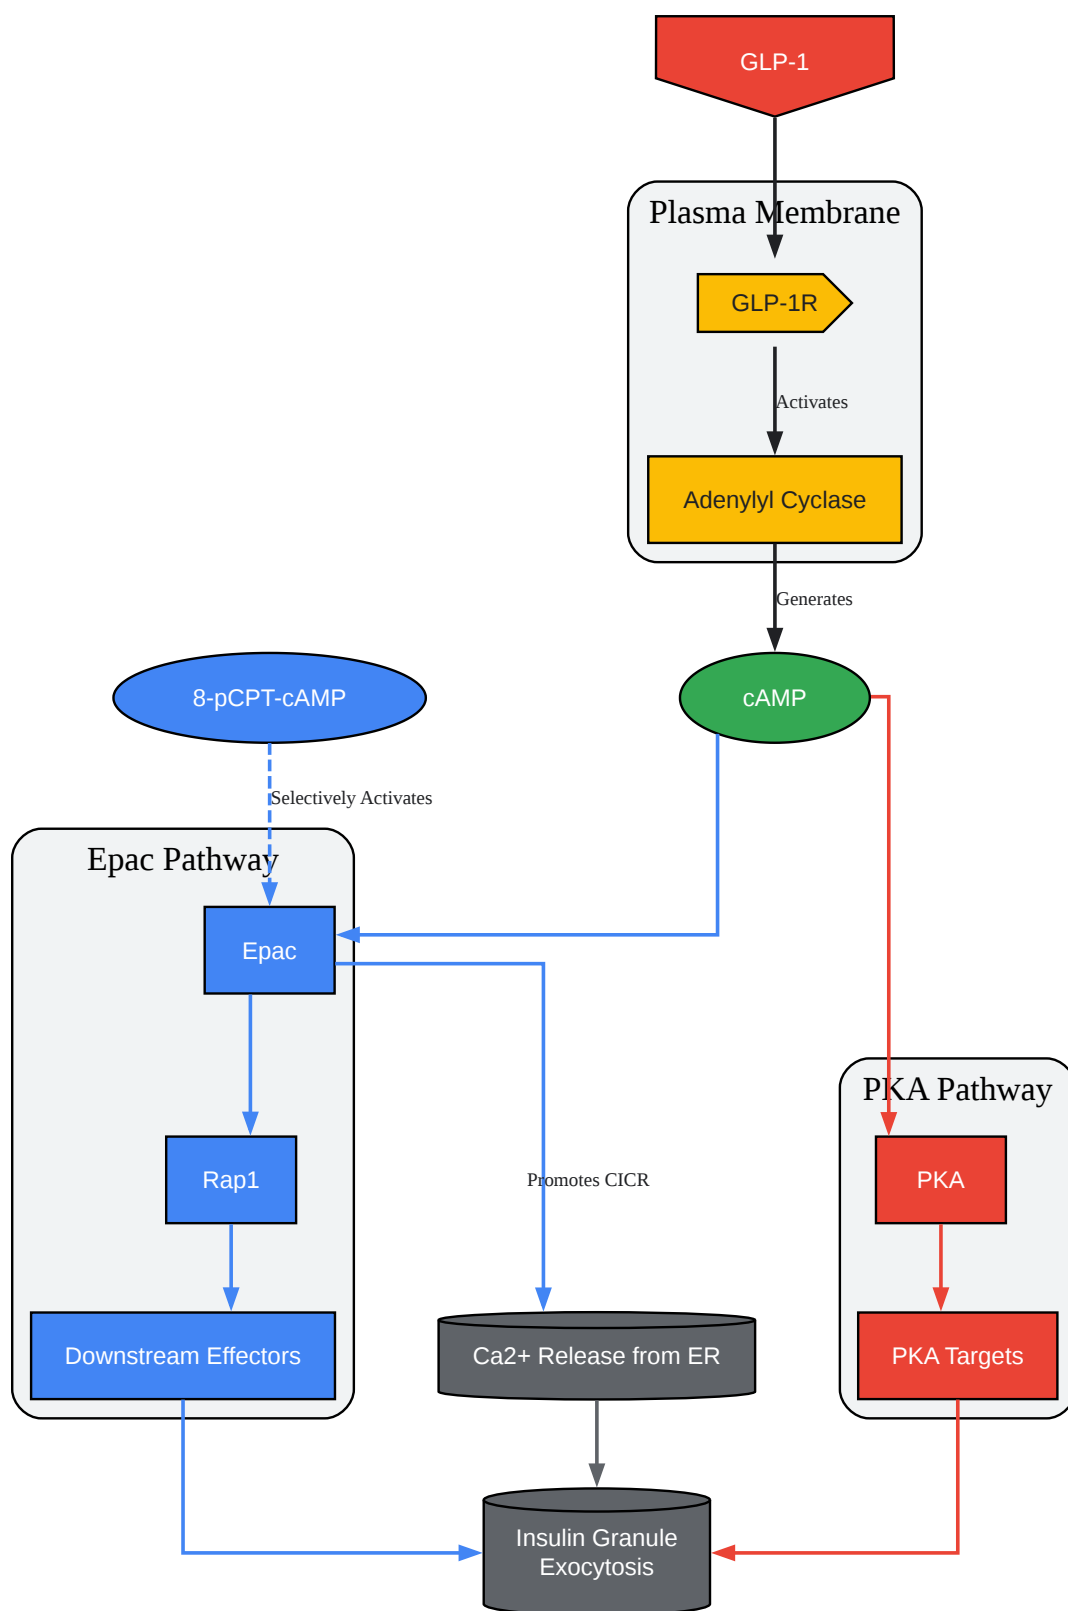 GLP-1
Plasma Membrane
GLP-1R
Activates
Adenylyl Cyclase
Generates
8-pCPT-cAMP
cAMP
Selectively Activates
Epac Pathway
Epac
PKA Pathway
Rap1
Promotes CICR
PKA
Downstream Effectors
Ca2+ Release from ER
PKA Targets
Insulin Granule
Exocytosis